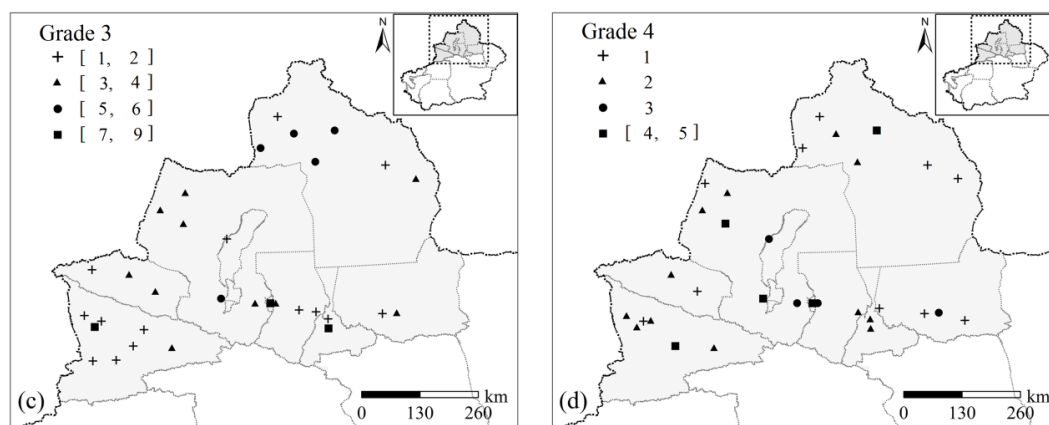 Grade 3
[ 1, 2 ]
[ 3, 4 ]
[ 5, 6 ]
[ 7, 9 ]
N
(c)
km
0 130 260
Grade 4
1
2
3
[ 4, 5 ]
N
(d)
km
0 130 260